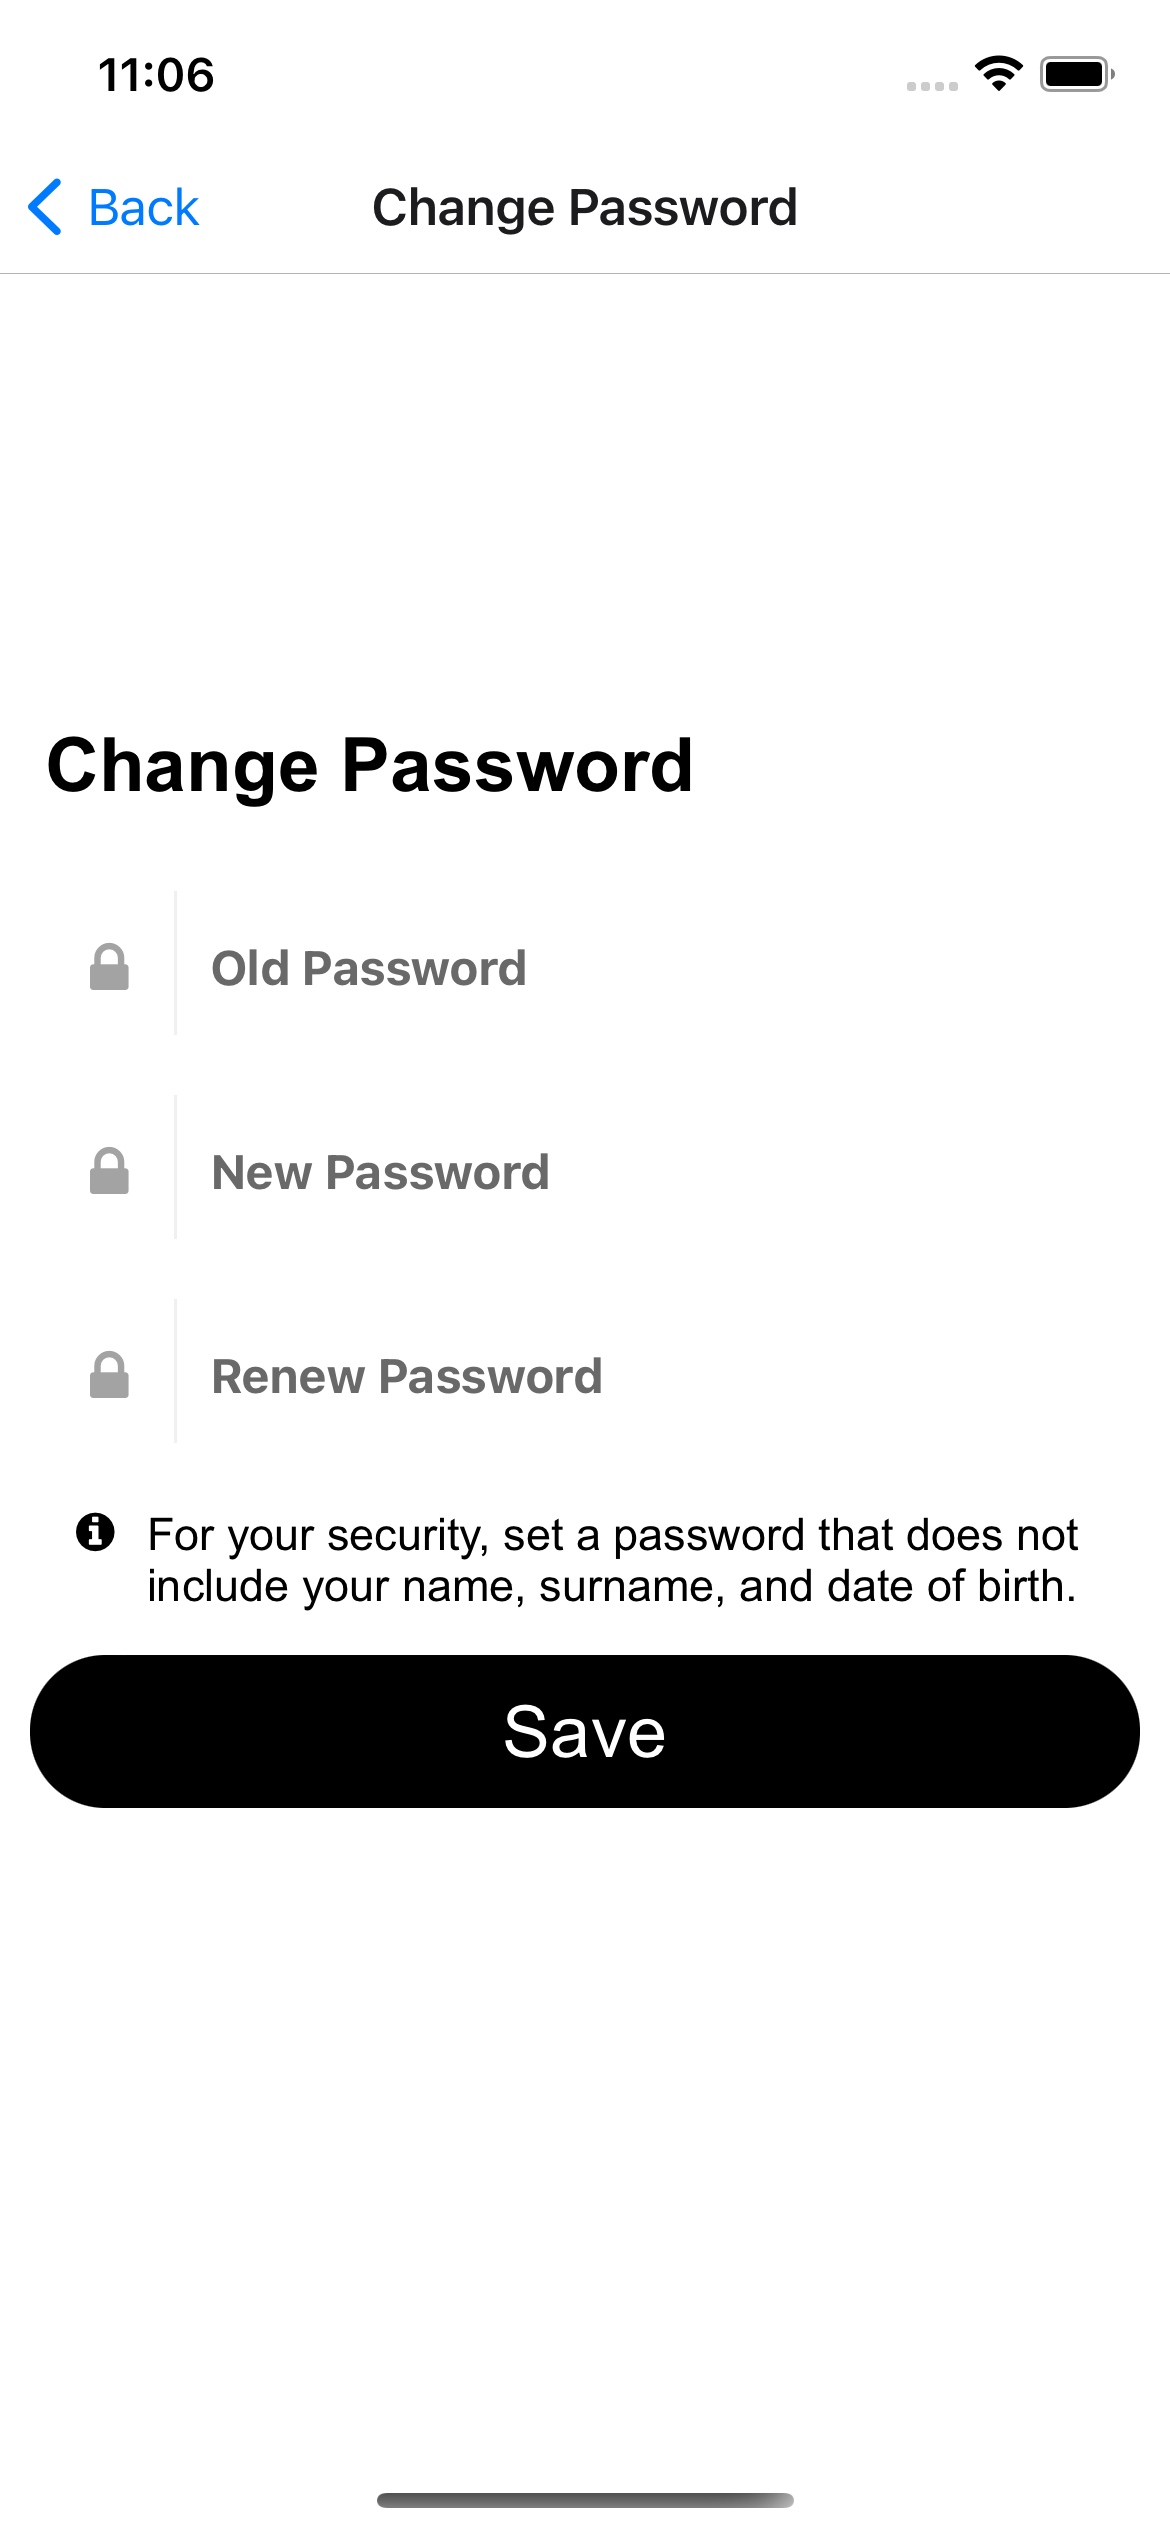 11:06
Back
Change Password
Change Password
Old Password
New Password
Renew Password
For your security, set a password that does not
include your name, surname, and date of birth.
Save